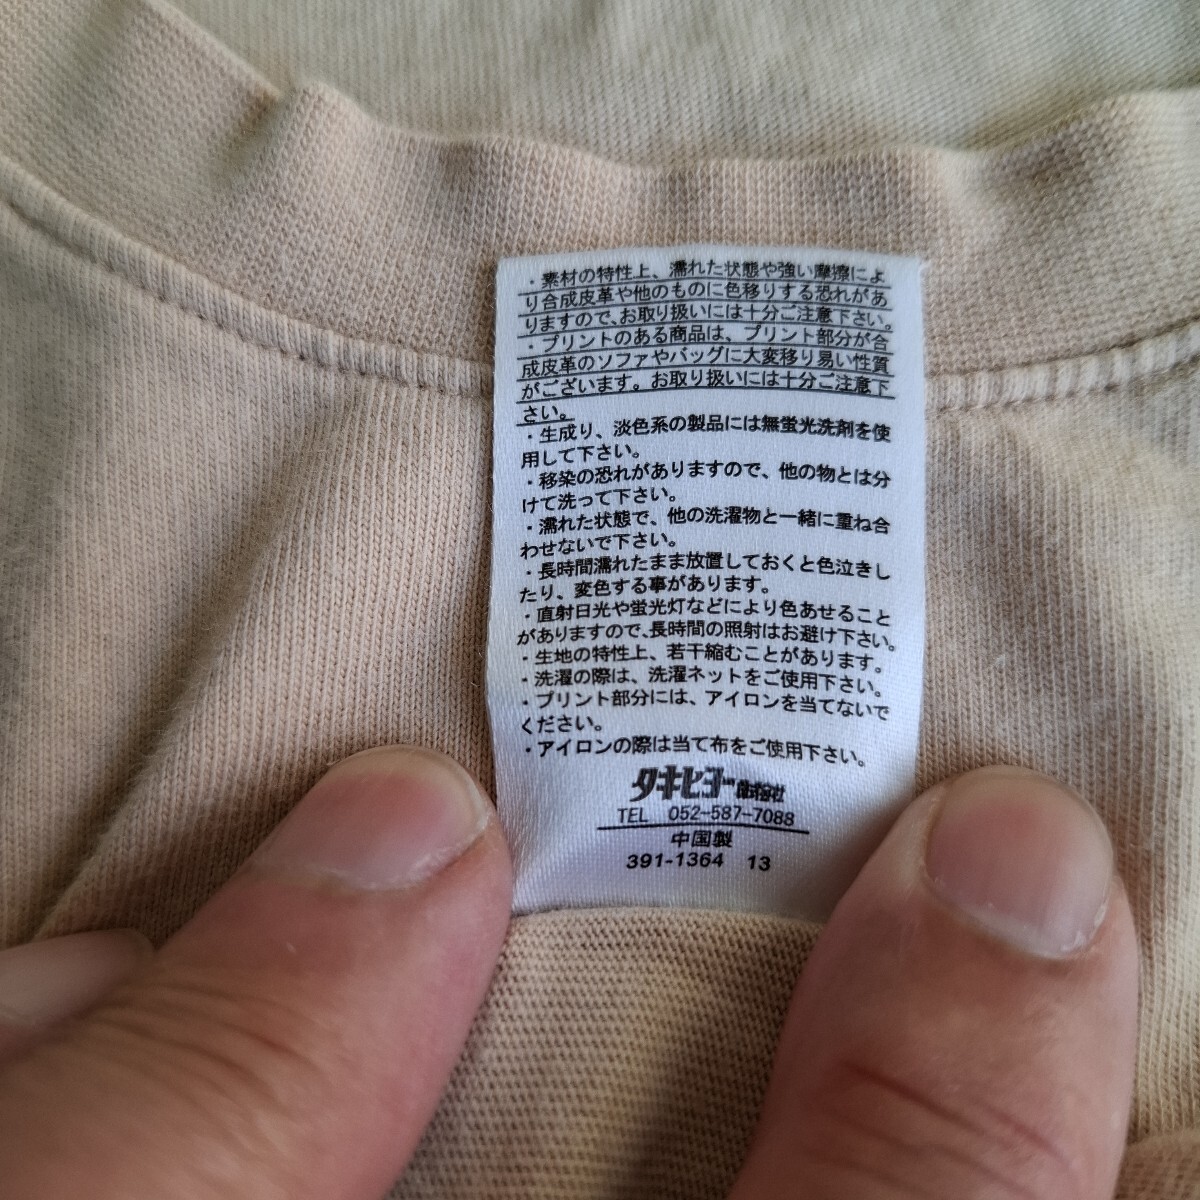 ・素材の特性上、濡れた状態や強い摩擦によ
り合成皮革や他のものに色移りする恐れがあ
りますので、お取り扱いには十分ご注意下さい。
・プリントのある商品は、プリント部分が合
成皮革のソファやバッグに大変移り易い性質
がございます。お取り扱いには十分ご注意下
さい。
・生成り、淡色系の製品には無蛍光洗剤を使
用して下さい。
・移染の恐れがありますので、他の物とは分
けて洗って下さい。
・濡れた状態で、他の洗濯物と一緒に重ね合
わせないで下さい。
・長時間濡れたまま放置しておくと色泣きし
たり、変色する事があります。
・直射日光や蛍光灯などにより色あせること
がありますので、長時間の照射はお避け下さい。
・生地の特性上、若干縮むことがあります。
・洗濯の際は、洗濯ネットをご使用下さい。
・プリント部分には、アイロンを当てないで
ください。
・アイロンの際は当て布をご使用下さい。
タキヒヨー株式会社
TEL 052-587-7088
中国製
391-1364 13